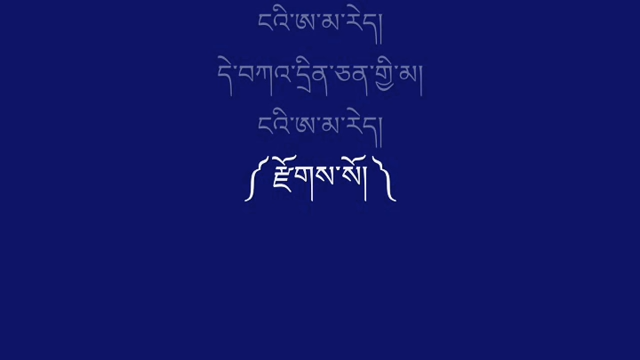 ངའི་ཨ་མ་རེད།
དེ་བཀའ་དྲིན་ཅན་གྱི་མ།
ངའི་ཨ་མ་རེད།
༼ རྫོགས་སོ། ༽